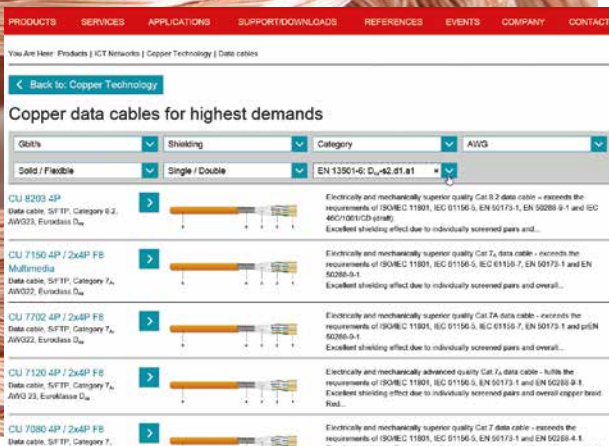 PRODUCTS SERVICES APPLICATIONS SUPPORT/DOWNLOADS REFERENCES EVENTS COMPANY CONTACT
You Are Here: Products | ICT Networks | Copper Technology | Data cables
Back to: Copper Technology
Copper data cables for highest demands
Gbit/s Shielding Category AWG
Solid / Flexible Single / Double EN 13501-6: Dca-s2.d1.a1 ×
CU 8203 4P
Data cable, S/FTP, Category 8.2,
AWG23, Euroclass Dca
Electrically and mechanically superior quality Cat.8.2 data cable – exceeds the
requirements of ISO/IEC 11801, IEC 61156-5, EN 50173-1, EN 50288-9-1 and IEC
46C/1001/CD (draft).
Excellent shielding effect due to individually screened pairs and...
CU 7150 4P / 2x4P F8
Multimedia
Data cable, S/FTP, Category 7A,
AWG22, Euroclass Dca
Electrically and mechanically superior quality Cat.7A data cable - exceeds the
requirements of ISO/IEC 11801, IEC 61156-5, IEC 61156-7, EN 50173-1 and EN
50288-9-1.
Excellent shielding effect due to individually screened pairs and overall...
CU 7702 4P / 2x4P F8
Data cable, S/FTP, Category 7A,
AWG22, Euroclass Dca
Electrically and mechanically superior quality Cat 7A data cable - exceeds the
requirements of ISO/IEC 11801, IEC 61156-5, IEC 61156-7, EN 50173-1 and prEN
50288-9-1.
Excellent shielding effect due to individually screened pairs and overall...
CU 7120 4P / 2x4P F8
Data cable, S/FTP, Category 7A,
AWG 23, Euroklasse Dca
Electrically and mechanically advanced quality Cat.7A data cable - fulfils the
requirements of ISO/IEC 11801, IEC 61156-5, EN 50173-1 and EN 50288-4-1.
Excellent shielding effect due to individually screened pairs and overall copper braid.
Red...
CU 7080 4P / 2x4P F8
Data cable, S/FTP, Category 7,
Electrically and mechanically superior quality Cat.7 data cable - exceeds the
requirements of ISO/IEC 11801, IEC 61156-5, EN 50173-1 and EN 50288-4-1.